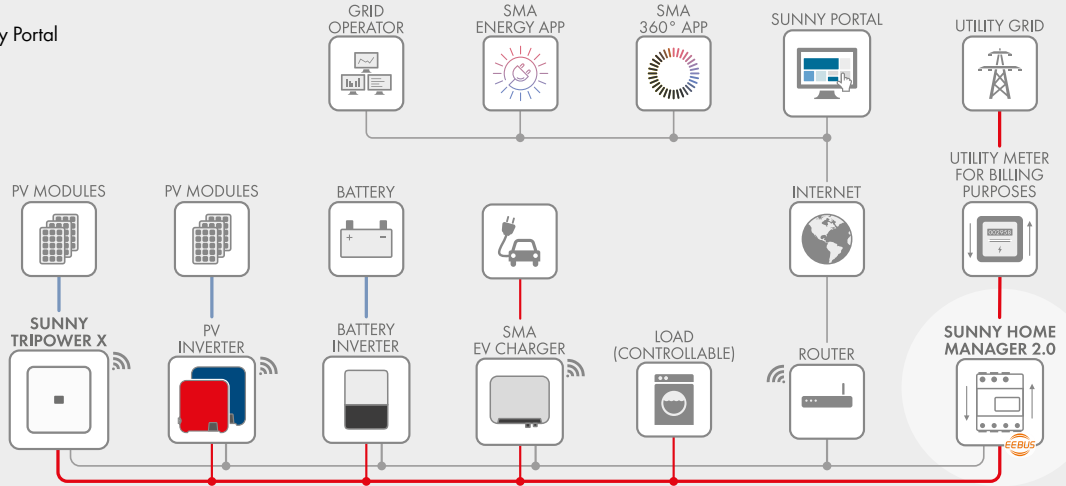 y Portal
GRID
OPERATOR
SMA
ENERGY APP
SMA
360° APP
SUNNY PORTAL
UTILITY GRID
UTILITY METER
FOR BILLING
PURPOSES
PV MODULES
PV MODULES
BATTERY
INTERNET
002958
SUNNY
TRIPOWER X
PV
INVERTER
BATTERY
INVERTER
SMA
EV CHARGER
LOAD
(CONTROLLABLE)
ROUTER
SUNNY HOME
MANAGER 2.0
EEBUS